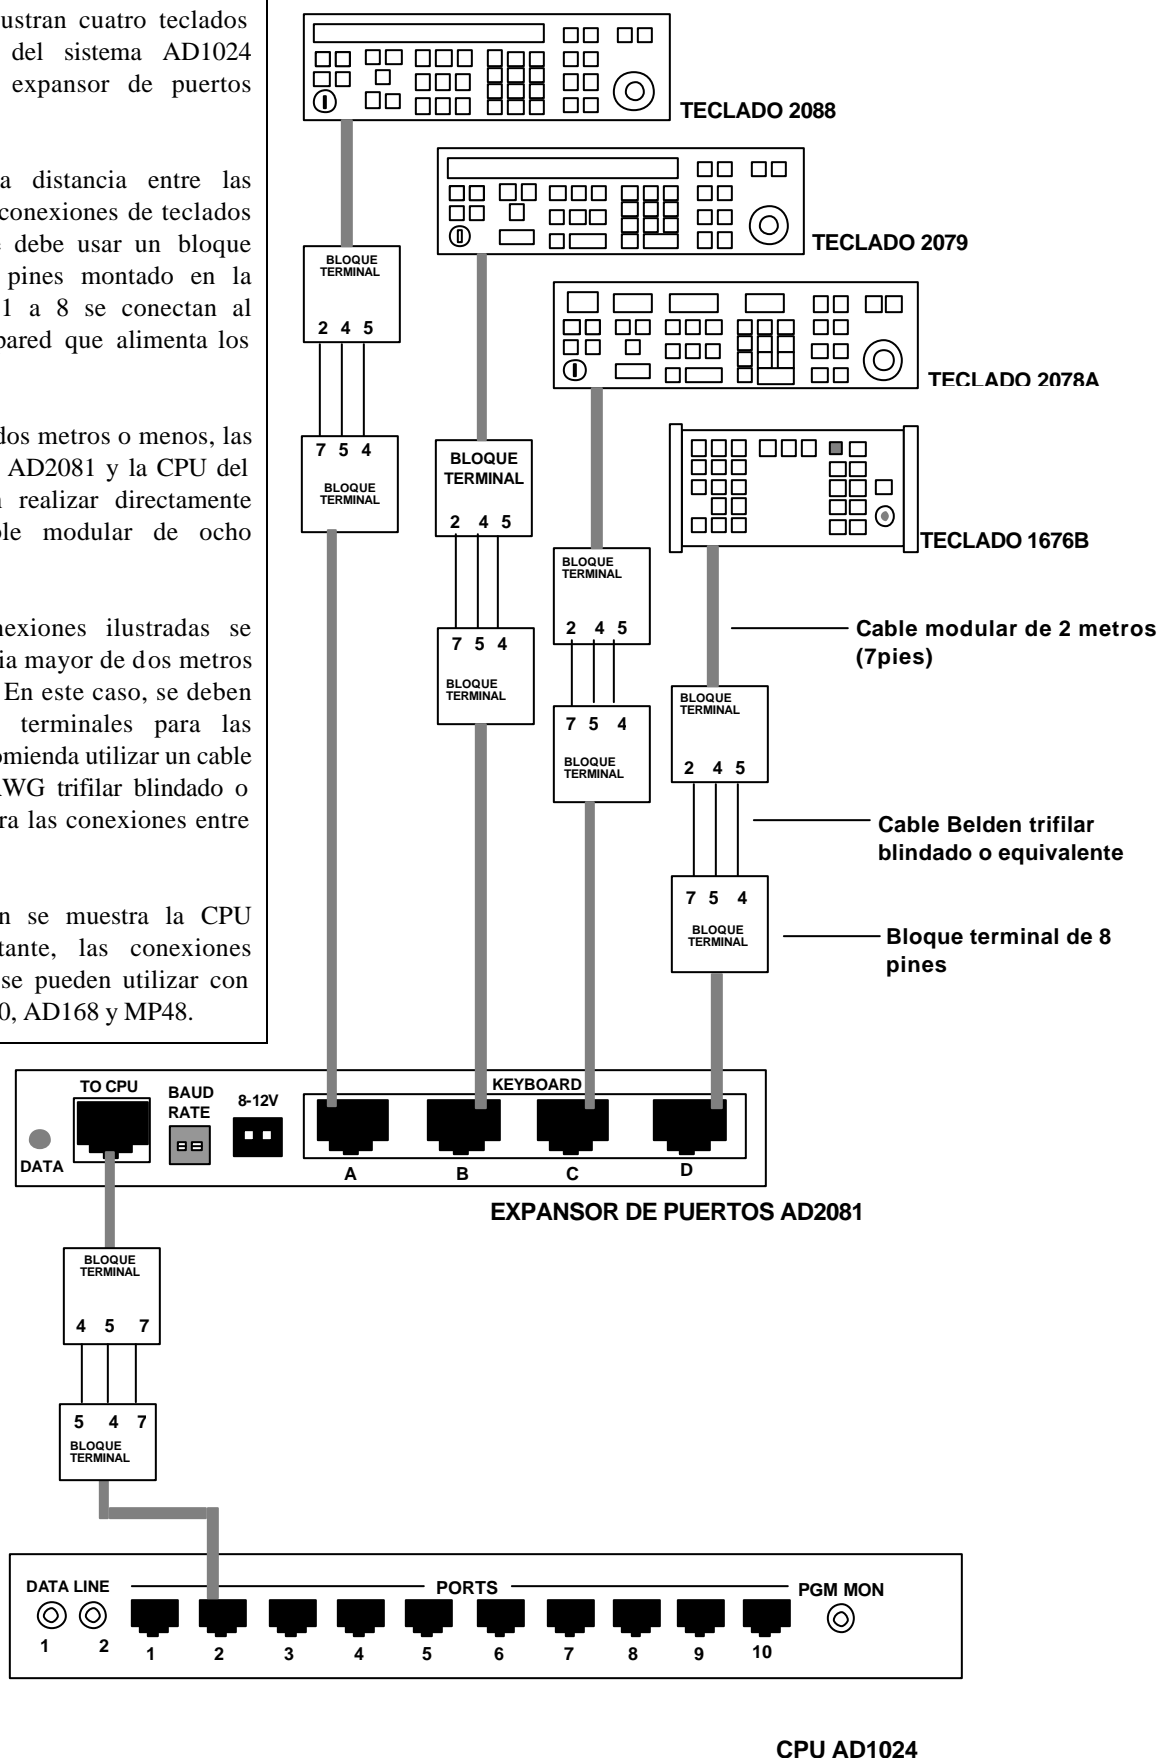 ustran cuatro teclados
del sistema AD1024
expansor de puertos
a distancia entre las
conexiones de teclados
debe usar un bloque
pines montado en la
1 a 8 se conectan al
pared que alimenta los
dos metros o menos, las
AD2081 y la CPU del
realizar directamente
modular de ocho
nexiones ilustradas se
ia mayor de dos metros
En este caso, se deben
terminales para las
omienda utilizar un cable
AWG trifilar blindado o
ra las conexiones entre
n se muestra la CPU
tante, las conexiones
se pueden utilizar con
0, AD168 y MP48.
TECLADO 2088
TECLADO 2079
TECLADO 2078A
TECLADO 1676B
BLOQUE
TERMINAL
2 4 5
7 5 4
BLOQUE
TERMINAL
BLOQUE
TERMINAL
2 4 5
7 5 4
BLOQUE
TERMINAL
BLOQUE
TERMINAL
2 4 5
7 5 4
BLOQUE
TERMINAL
Cable modular de 2 metros
(7pies)
BLOQUE
TERMINAL
2 4 5
Cable Belden trifilar
blindado o equivalente
7 5 4
BLOQUE
TERMINAL
Bloque terminal de 8
pines
TO CPU
BAUD
RATE
8-12V
KEYBOARD
DATA
A B C D
EXPANSOR DE PUERTOS AD2081
BLOQUE
TERMINAL
4 5 7
5 4 7
BLOQUE
TERMINAL
DATA LINE
PORTS
PGM MON
1 2
1 2 3 4 5 6 7 8 9 10
CPU AD1024